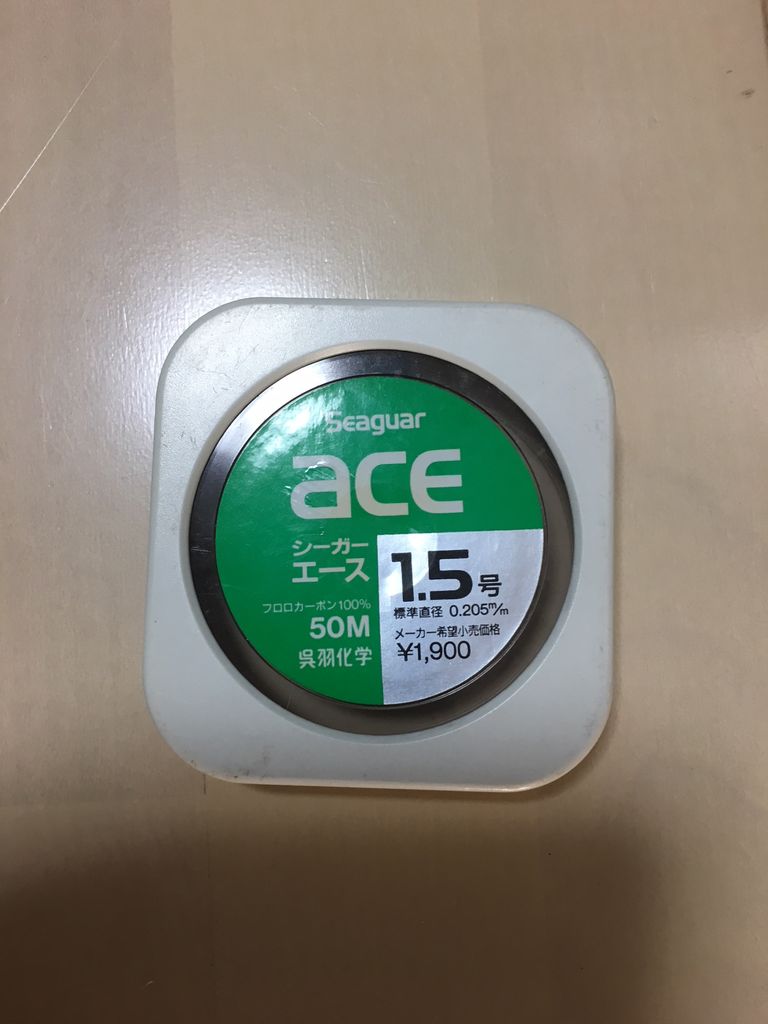 Seaguar
ace
シーガー
エース
フロロカーボン100%
50M
呉羽化学
1.5号
標準直径 0.205m/m
メーカー希望小売価格
¥1,900